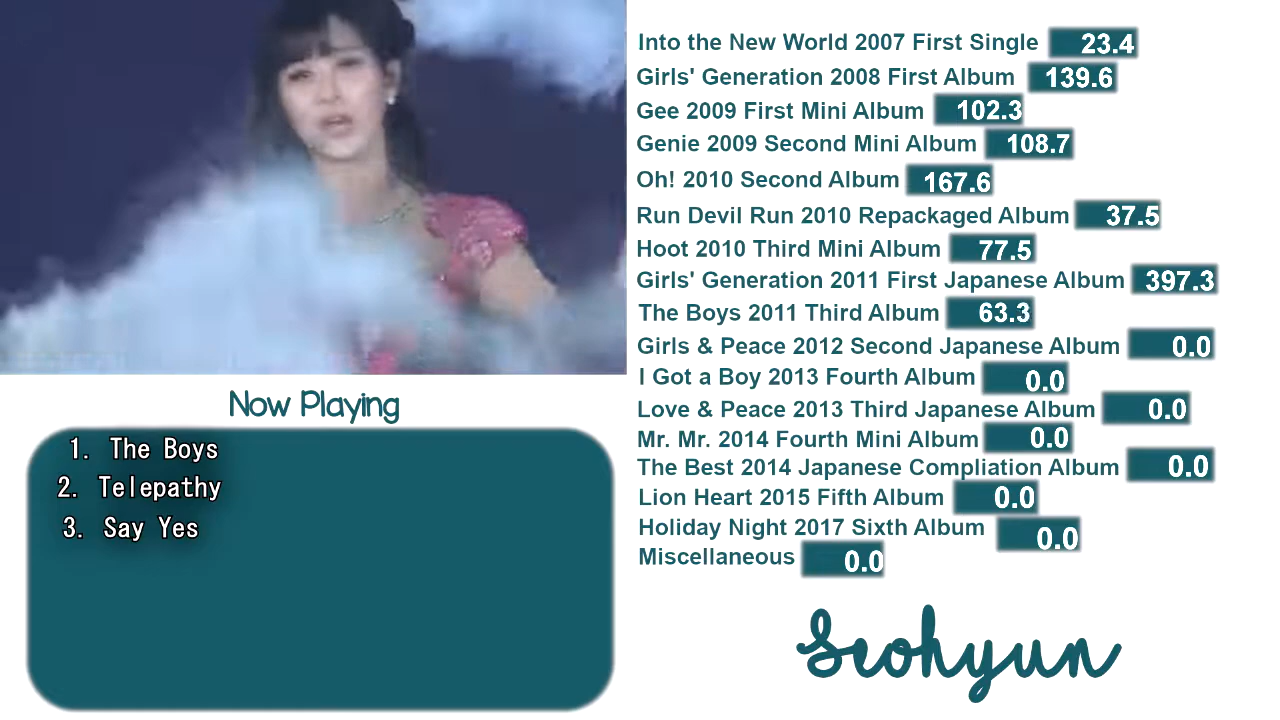 Now Playing
1. The Boys
2. Telepathy
3. Say Yes
Into the New World 2007 First Single 23.4
Girls' Generation 2008 First Album 139.6
Gee 2009 First Mini Album 102.3
Genie 2009 Second Mini Album 108.7
Oh! 2010 Second Album 167.6
Run Devil Run 2010 Repackaged Album 37.5
Hoot 2010 Third Mini Album 77.5
Girls' Generation 2011 First Japanese Album 397.3
The Boys 2011 Third Album 63.3
Girls & Peace 2012 Second Japanese Album 0.0
I Got a Boy 2013 Fourth Album 0.0
Love & Peace 2013 Third Japanese Album 0.0
Mr. Mr. 2014 Fourth Mini Album 0.0
The Best 2014 Japanese Compliation Album 0.0
Lion Heart 2015 Fifth Album 0.0
Holiday Night 2017 Sixth Album 0.0
Miscellaneous 0.0
Seohyun